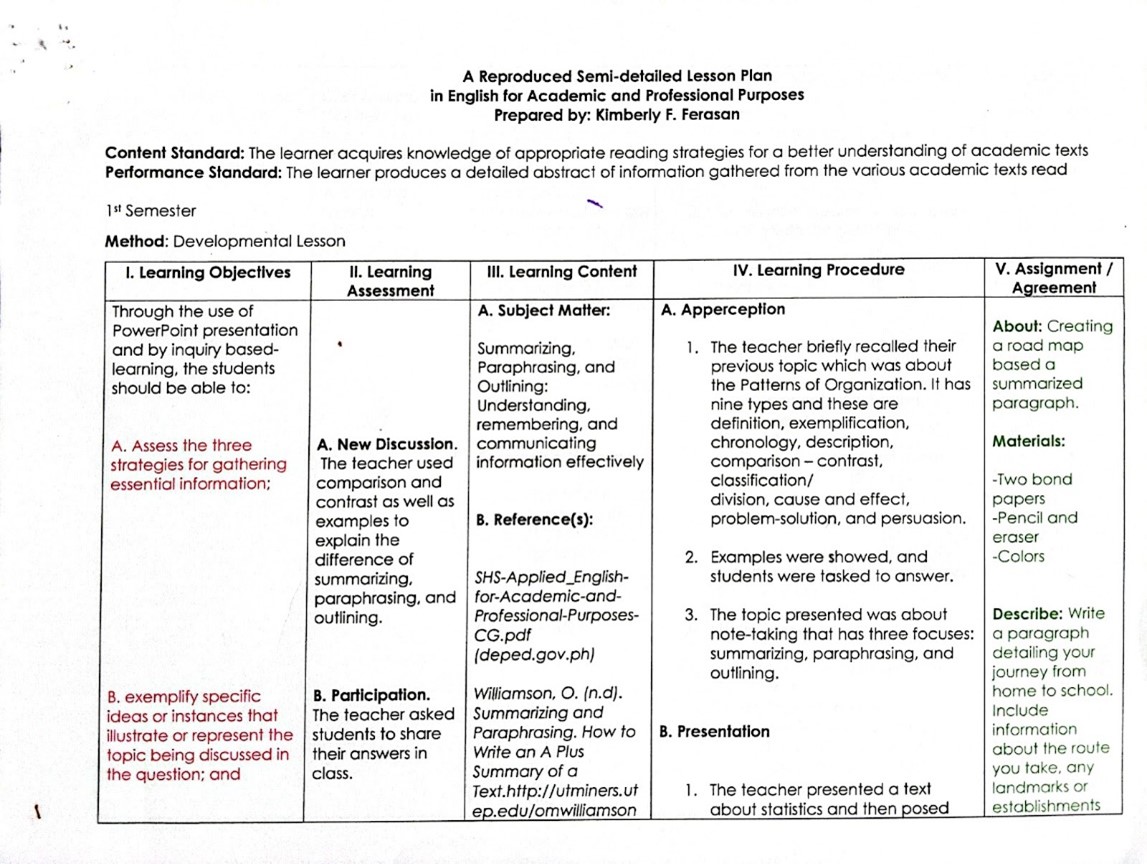 A Reproduced Semi-detailed Lesson Plan
in English for Academic and Professional Purposes
Prepared by: Kimberly F. Ferasan
Content Standard: The learner acquires knowledge of appropriate reading strategies for a better understanding of academic texts
Performance Standard: The learner produces a detailed abstract of information gathered from the various academic texts read
1st Semester
Method: Developmental Lesson
I. Learning Objectives
Through the use of
PowerPoint presentation
and by inquiry based-
learning, the students
should be able to:
A. Assess the three
strategies for gathering
essential information;
B. exemplify specific
ideas or instances that
illustrate or represent the
topic being discussed in
the question; and
II. Learning
Assessment
A. New Discussion.
The teacher used
comparison and
contrast as well as
examples to
explain the
difference of
summarizing,
paraphrasing, and
outlining.
B. Participation.
The teacher asked
students to share
their answers in
class.
III. Learning Content
A. Subject Matter:
Summarizing,
Paraphrasing, and
Outlining:
Understanding,
remembering, and
communicating
information effectively
B. Reference(s):
SHS-Applied_English-
for-Academic-and-
Professional-Purposes-
CG.pdf
(deped.gov.ph)
Williamson, O. (n.d).
Summarizing and
Paraphrasing. How to
Write an A Plus
Summary of a
Text.http://utminers.ut
ep.edu/omwilliamson
IV. Learning Procedure
A. Apperception
1. The teacher briefly recalled their
previous topic which was about
the Patterns of Organization. It has
nine types and these are
definition, exemplification,
chronology, description,
comparison – contrast,
classification/
division, cause and effect,
problem-solution, and persuasion.
2. Examples were showed, and
students were tasked to answer.
3. The topic presented was about
note-taking that has three focuses:
summarizing, paraphrasing, and
outlining.
B. Presentation
1. The teacher presented a text
about statistics and then posed
V. Assignment /
Agreement
About: Creating
a road map
based a
summarized
paragraph.
Materials:
-Two bond
papers
-Pencil and
eraser
-Colors
Describe: Write
a paragraph
detailing your
journey from
home to school.
Include
information
about the route
you take, any
landmarks or
establishments